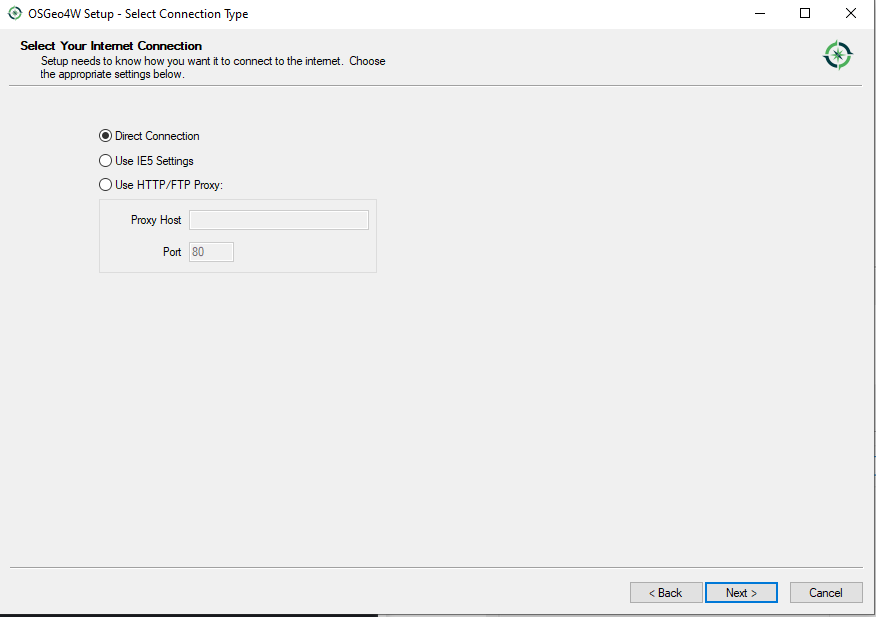 OSGeo4W Setup - Select Connection Type
Select Your Internet Connection
Setup needs to know how you want it to connect to the internet. Choose
the appropriate settings below.
Direct Connection
Use IE5 Settings
Use HTTP/FTP Proxy:
Proxy Host
Port 80
< Back Next > Cancel